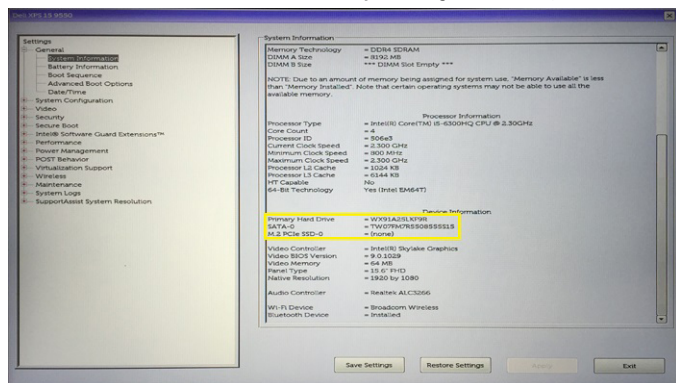 Dell XPS 15 9550
Settings
General
System Information
Battery Information
Boot Sequence
Advanced Boot Options
Date/Time
System Configuration
Video
Security
Secure Boot
Intel® Software Guard Extensions™
Performance
Power Management
POST Behavior
Virtualization Support
Wireless
Maintenance
System Logs
SupportAssist System Resolution
System Information
Memory Technology = DDR4 SDRAM
DIMM A Size = 8192 MB
DIMM B Size *** DIMM Slot Empty ***
NOTE: Due to an amount of memory being assigned for system use, "Memory Available" is less
than "Memory Installed". Note that certain operating systems may not be able to use all the
available memory.
Processor Information
Processor Type = Intel(R) Core(TM) i5-6300HQ CPU @ 2.30GHz
Core Count = 4
Processor ID = 506e3
Current Clock Speed = 2.300 GHz
Minimum Clock Speed = 800 MHz
Maximum Clock Speed = 2.300 GHz
Processor L2 Cache = 1024 KB
Processor L3 Cache = 6144 KB
HT Capable No
64-Bit Technology Yes (Intel EM64T)
Device Information
Primary Hard Drive =
SATA-0 =
M.2 PCIe SSD-0 = (none)
Video Controller = Intel(R) Skylake Graphics
Video BIOS Version = 9.0.1029
Video Memory = 64 MB
Panel Type = 15.6" FHD
Native Resolution = 1920 by 1080
Audio Controller = Realtek ALC3266
Wi-Fi Device = Broadcom Wireless
Bluetooth Device = Installed
Save Settings
Restore Settings
Apply
Exit